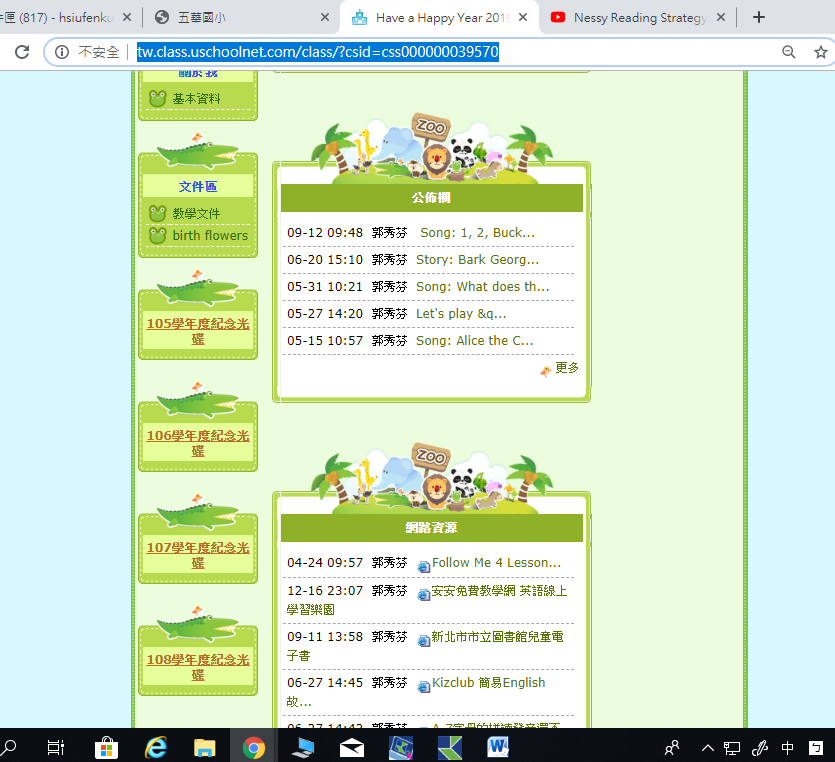 (817) - hsiufenku
五華國小
Have a Happy Year 2019
Nessy Reading Strategy
不安全
tw.class.uschoolnet.com/class/?csid=css000000039570
關於我
基本資料
文件區
教學文件
birth flowers
105學年度紀念光
碟
106學年度紀念光
碟
107學年度紀念光
碟
108學年度紀念光
碟
ZOO
公佈欄
09-12 09:48 郭秀芬 Song: 1, 2, Buck...
06-20 15:10 郭秀芬 Story: Bark Georg...
05-31 10:21 郭秀芬 Song: What does th...
05-27 14:20 郭秀芬 Let's play &q...
05-15 10:57 郭秀芬 Song: Alice the C...
更多
ZOO
網路資源
04-24 09:57 郭秀芬 Follow Me 4 Lesson...
12-16 23:07 郭秀芬 安安免費教學網 英語線上
學習樂園
09-11 13:58 郭秀芬 新北市市立圖書館兒童電
子書
06-27 14:45 郭秀芬 Kizclub 簡易English
故...
中